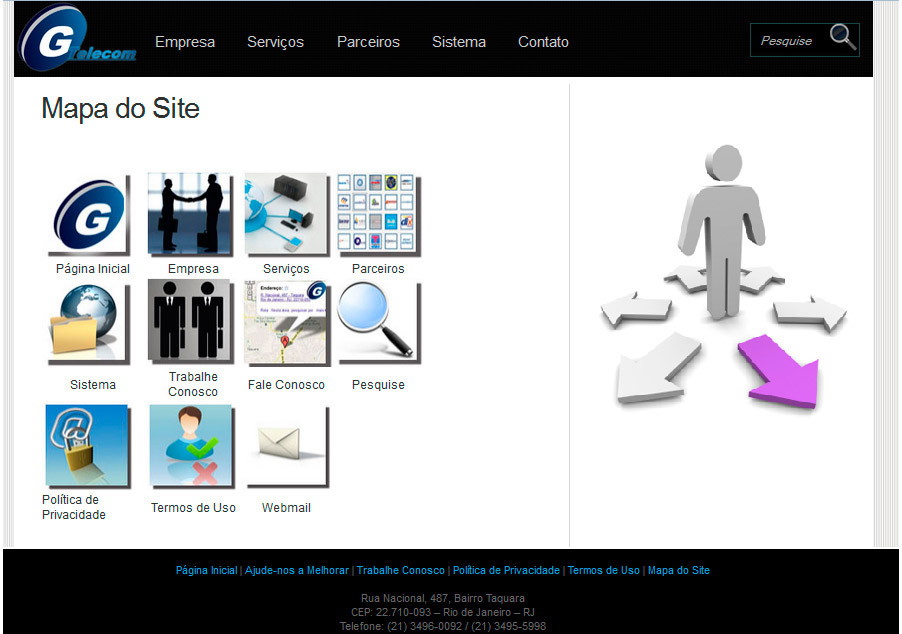 G Telecom
Empresa Serviços Parceiros Sistema Contato
Pesquise
Mapa do Site
G
Página Inicial Empresa Serviços Parceiros
Endereço:
G
Sistema Trabalhe Conosco Fale Conosco Pesquise
@
Política de Privacidade Termos de Uso Webmail
Página Inicial | Ajude-nos a Melhorar | Trabalhe Conosco | Política de Privacidade | Termos de Uso | Mapa do Site
Rua Nacional, 487, Bairro Taquara
CEP: 22.710-093 – Rio de Janeiro – RJ
Telefone: (21) 3496-0092 / (21) 3495-5998